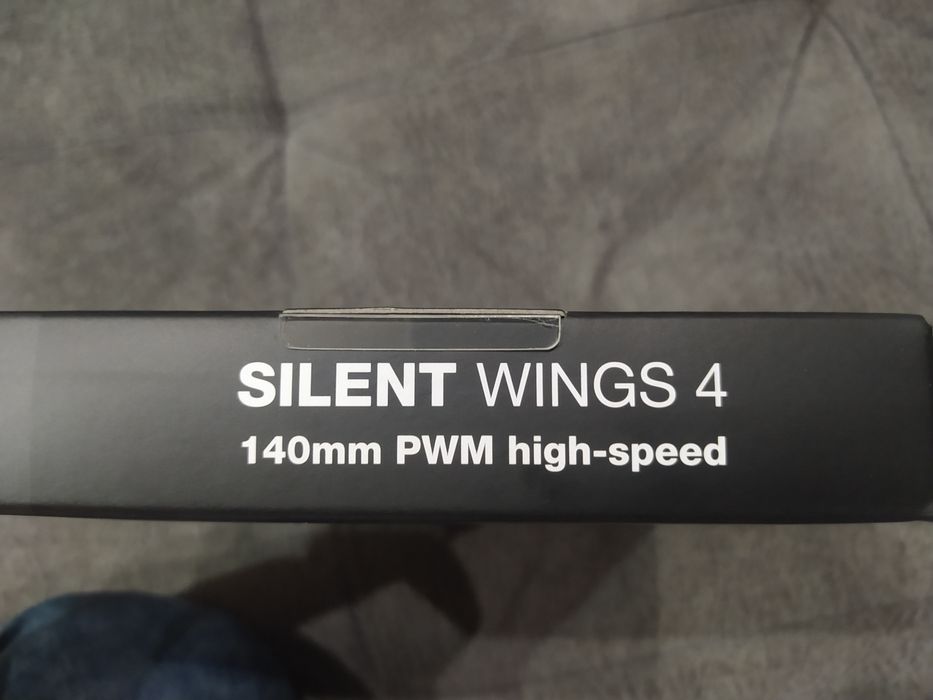 SILENT WINGS 4
140mm PWM high-speed